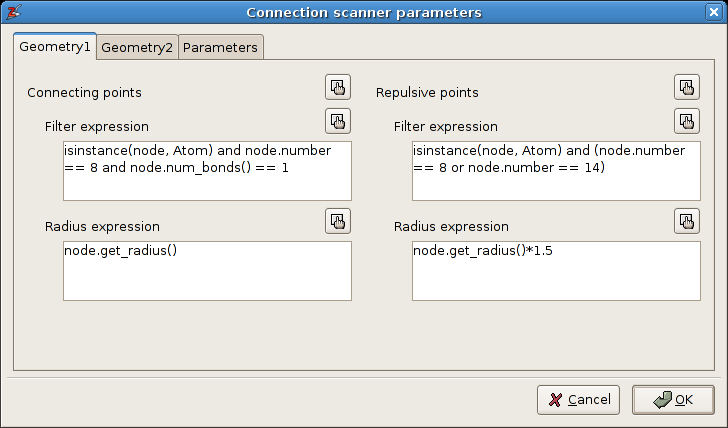 Connection scanner parameters
Geometry1 Geometry2 Parameters
Connecting points
Filter expression
isinstance(node, Atom) and node.number
== 8 and node.num_bonds() == 1
Radius expression
node.get_radius()
Repulsive points
Filter expression
isinstance(node, Atom) and (node.number
== 8 or node.number == 14)
Radius expression
node.get_radius()*1.5
Cancel
OK